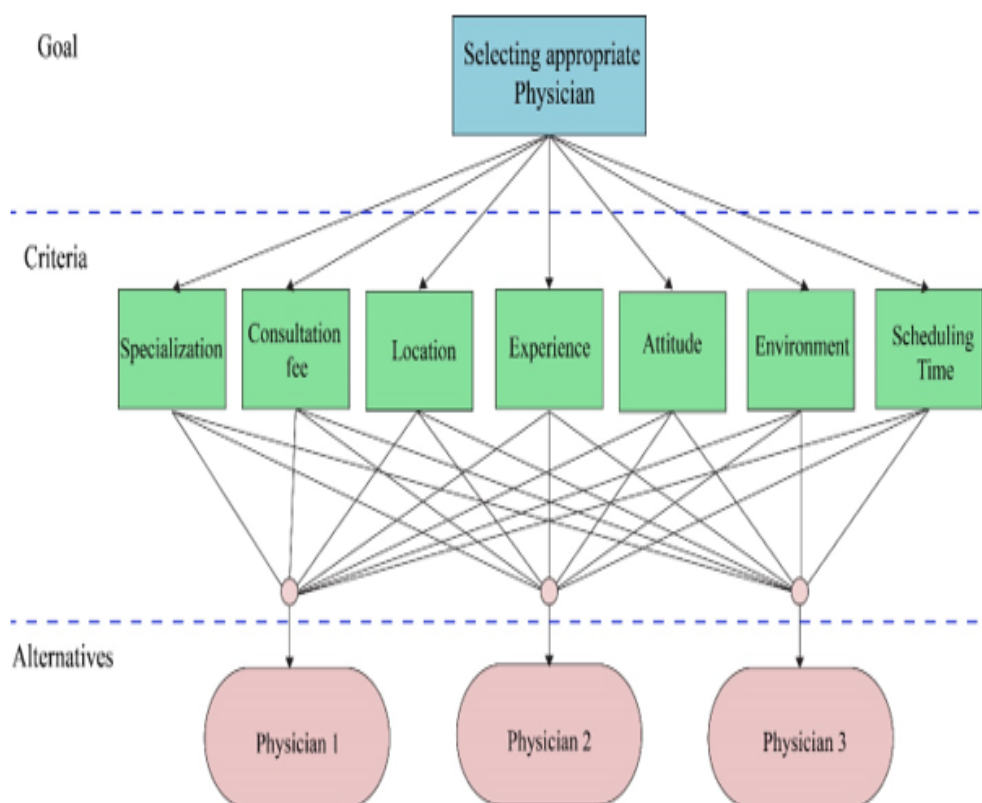 Goal
Selecting appropriate
Physician
Criteria
Specialization
Consultation
fee
Location
Experience
Attitude
Environment
Scheduling
Time
Alternatives
Physician 1
Physician 2
Physician 3